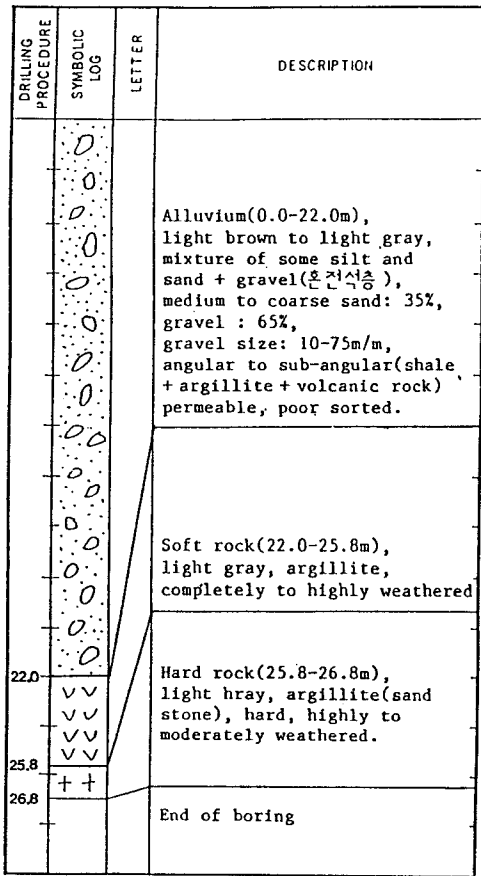 DRILLING PROCEDURE
SYMBOLIC LOG
LETTER
DESCRIPTION
Alluvium(0.0-22.0m),
light brown to light gray,
mixture of some silt and
sand + gravel(혼전석층),
medium to coarse sand: 35%,
gravel : 65%,
gravel size: 10-75m/m,
angular to sub-angular(shale
+ argillite + volcanic rock)
permeable, poor sorted.
Soft rock(22.0-25.8m),
light gray, argillite,
completely to highly weathered
22.0
Hard rock(25.8-26.8m),
light hray, argillite(sand
stone), hard, highly to
moderately weathered.
25.8
26.8
End of boring